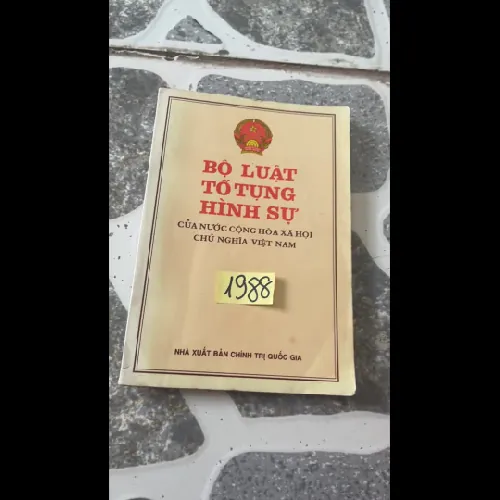 BỘ LUẬT
TỐ TỤNG
HÌNH SỰ
CỦA NƯỚC CỘNG HÒA XÃ HỘI
CHỦ NGHĨA VIỆT NAM
1988
NHÀ XUẤT BẢN CHÍNH TRỊ QUỐC GIA